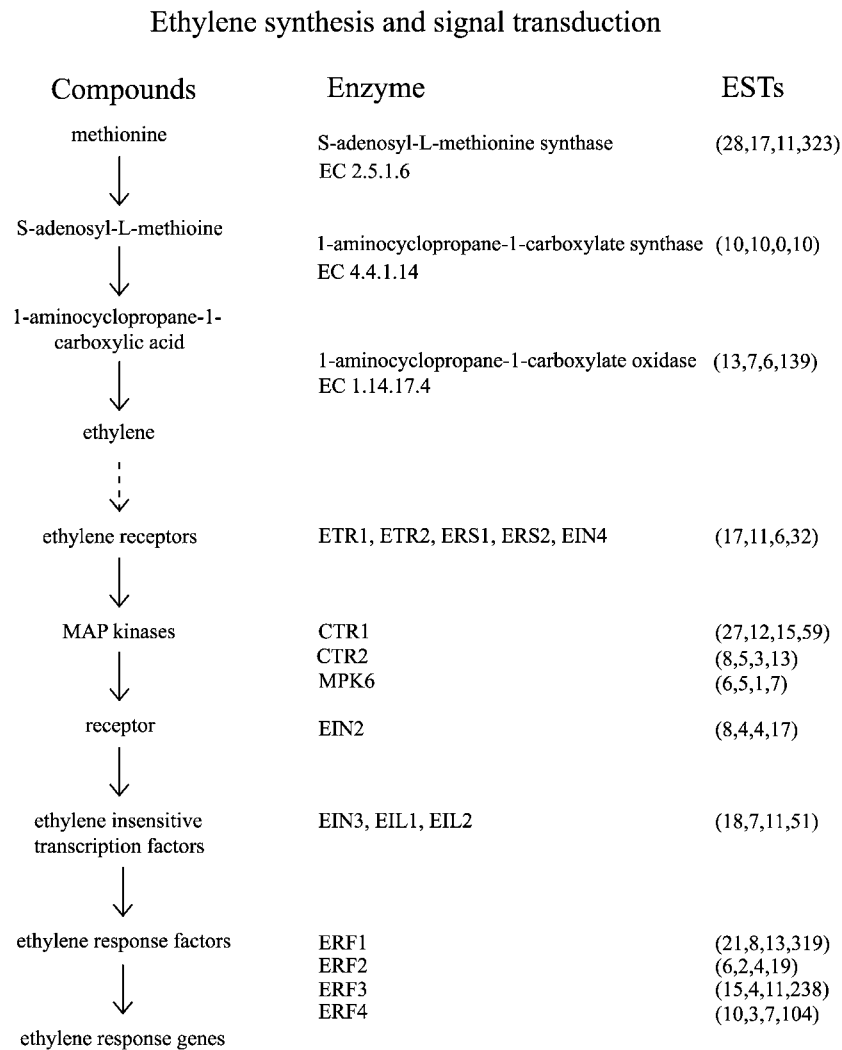 Ethylene synthesis and signal transduction
Compounds Enzyme ESTs
methionine
S-adenosyl-L-methionine synthase (28,17,11,323)
EC 2.5.1.6
S-adenosyl-L-methioine
1-aminocyclopropane-1-carboxylate synthase (10,10,0,10)
EC 4.4.1.14
1-aminocyclopropane-1-
carboxylic acid
1-aminocyclopropane-1-carboxylate oxidase (13,7,6,139)
EC 1.14.17.4
ethylene
ethylene receptors ETR1, ETR2, ERS1, ERS2, EIN4 (17,11,6,32)
MAP kinases CTR1 (27,12,15,59)
CTR2 (8,5,3,13)
MPK6 (6,5,1,7)
receptor EIN2 (8,4,4,17)
ethylene insensitive EIN3, EIL1, EIL2 (18,7,11,51)
transcription factors
ethylene response factors ERF1 (21,8,13,319)
ERF2 (6,2,4,19)
ERF3 (15,4,11,238)
ERF4 (10,3,7,104)
ethylene response genes